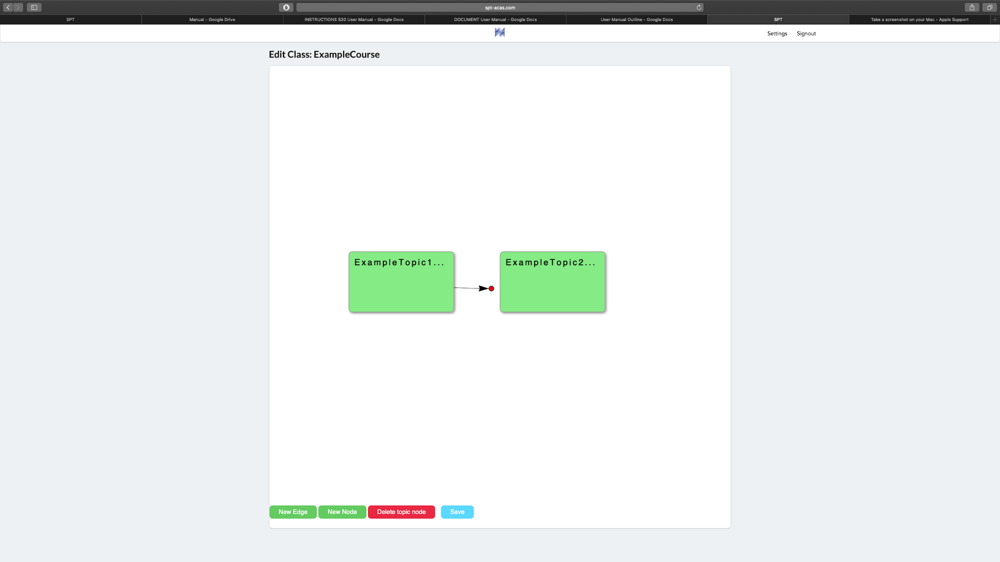 spt-acas.com
SPT
Manual - Google Drive
INSTRUCTIONS S20 User Manual - Google Docs
DOCUMENT User Manual - Google Docs
User Manual Outline - Google Docs
SPT
Take a screenshot on your Mac - Apple Support
Settings
Signout
Edit Class: ExampleCourse
ExampleTopic1...
ExampleTopic2...
New Edge
New Node
Delete topic node
Save